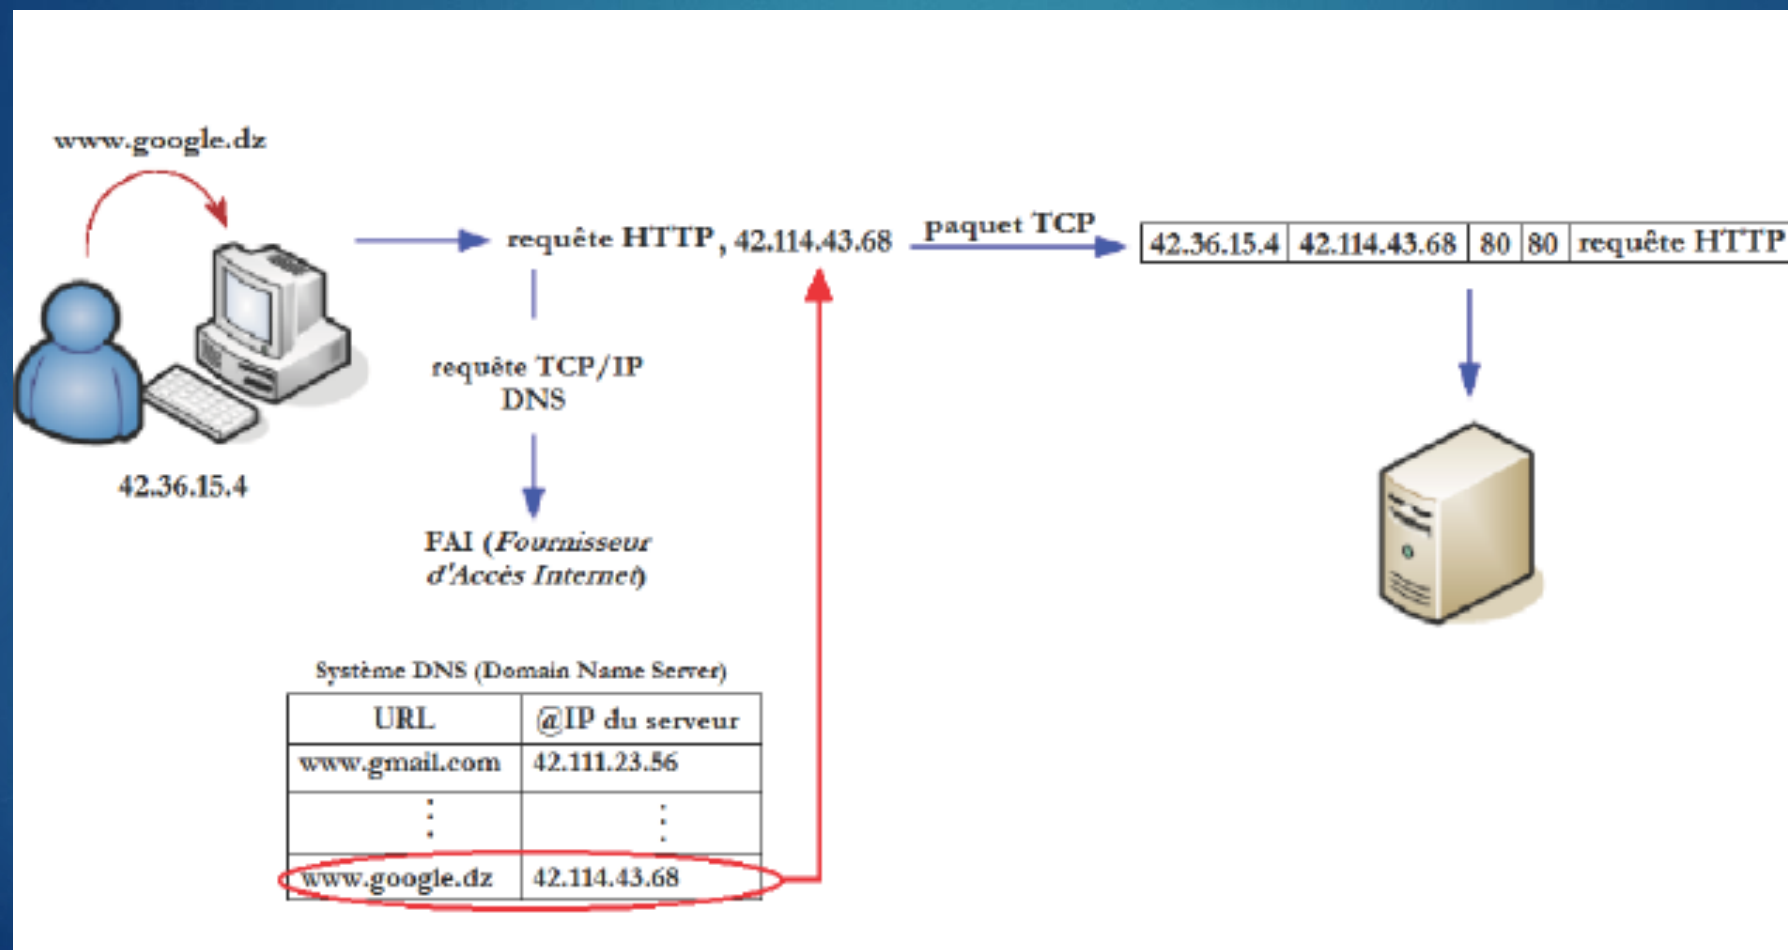 www.google.dz
requête HTTP, 42.114.43.68
paquet TCP
42.36.15.4 42.114.43.68 80 80 requête HTTP
requête TCP/IP
DNS
42.36.15.4
FAI (Fournisseur
d'Accès Internet)
Système DNS (Domain Name Server)
URL @IP du serveur
www.gmail.com 42.111.23.56
www.google.dz 42.114.43.68